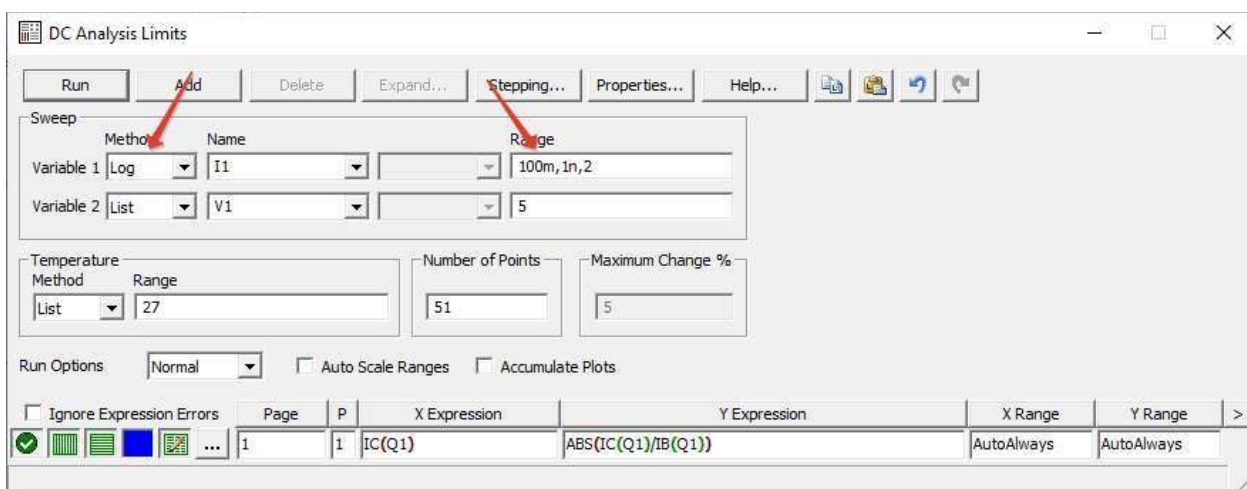 DC Analysis Limits
Run Add Delete Expand... Stepping... Properties... Help...
Sweep
Method Name Range
Variable 1 Log I1 100m,1n,2
Variable 2 List V1 5
Temperature Number of Points Maximum Change %
Method Range
List 27 51 5
Run Options Normal Auto Scale Ranges Accumulate Plots
Ignore Expression Errors Page P X Expression Y Expression X Range Y Range >
... 1 1 IC(Q1) ABS(IC(Q1)/IB(Q1)) AutoAlways AutoAlways